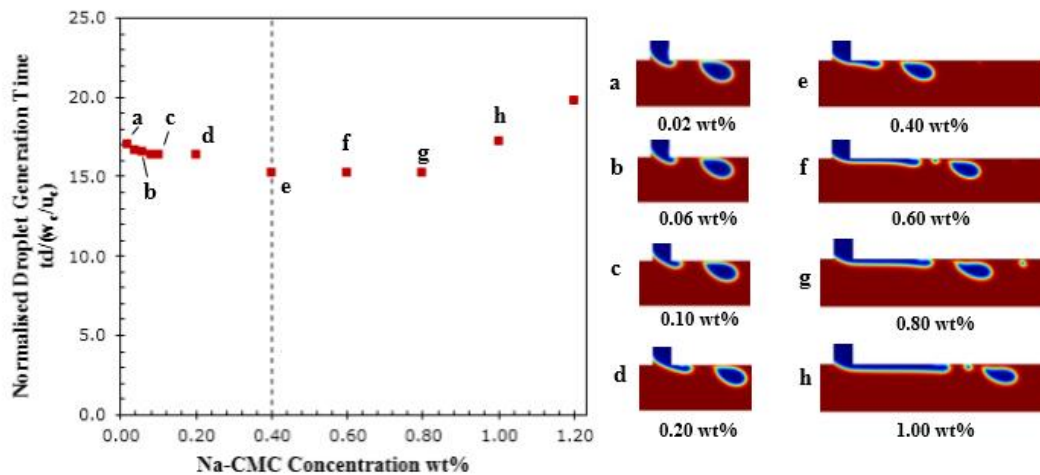 Normalised Droplet Generation Time
td/(wc/uc)
25.0
20.0
15.0
10.0
5.0
0.0
0.00 0.20 0.40 0.60 0.80 1.00 1.20
Na-CMC Concentration wt%
a
b
c
d
e
f
g
h
a
0.02 wt%
b
0.06 wt%
c
0.10 wt%
d
0.20 wt%
e
0.40 wt%
f
0.60 wt%
g
0.80 wt%
h
1.00 wt%